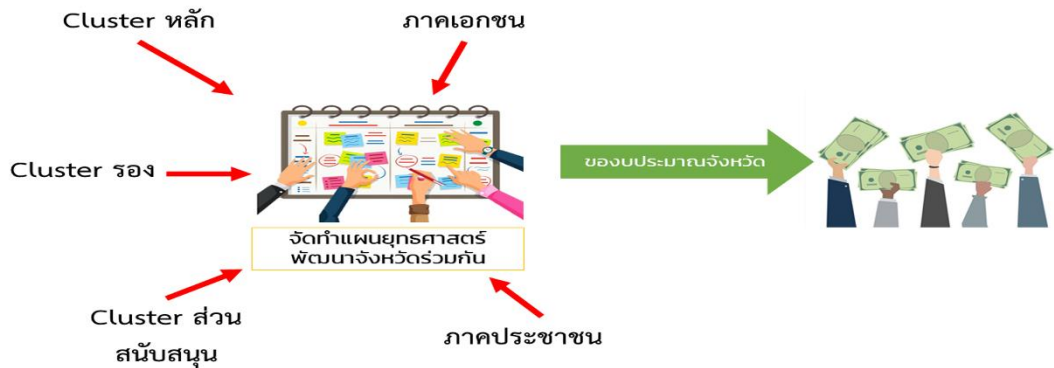 Cluster หลัก
ภาคเอกชน
Cluster รอง
ของบประมาณจังหวัด
จัดทำแผนยุทธศาสตร์
พัฒนาจังหวัดร่วมกัน
Cluster ส่วน
สนับสนุน
ภาคประชาชน